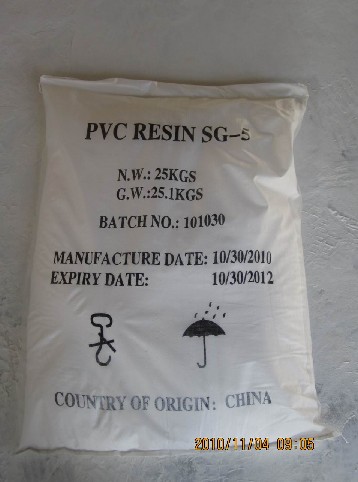 PVC RESIN SG-5
N.W.: 25KGS
G.W.:25.1KGS
BATCH NO.: 101030
MANUFACTURE DATE: 10/30/2010
EXPIRY DATE: 10/30/2012
COUNTRY OF ORIGIN: CHINA
2010/11/04 09:05